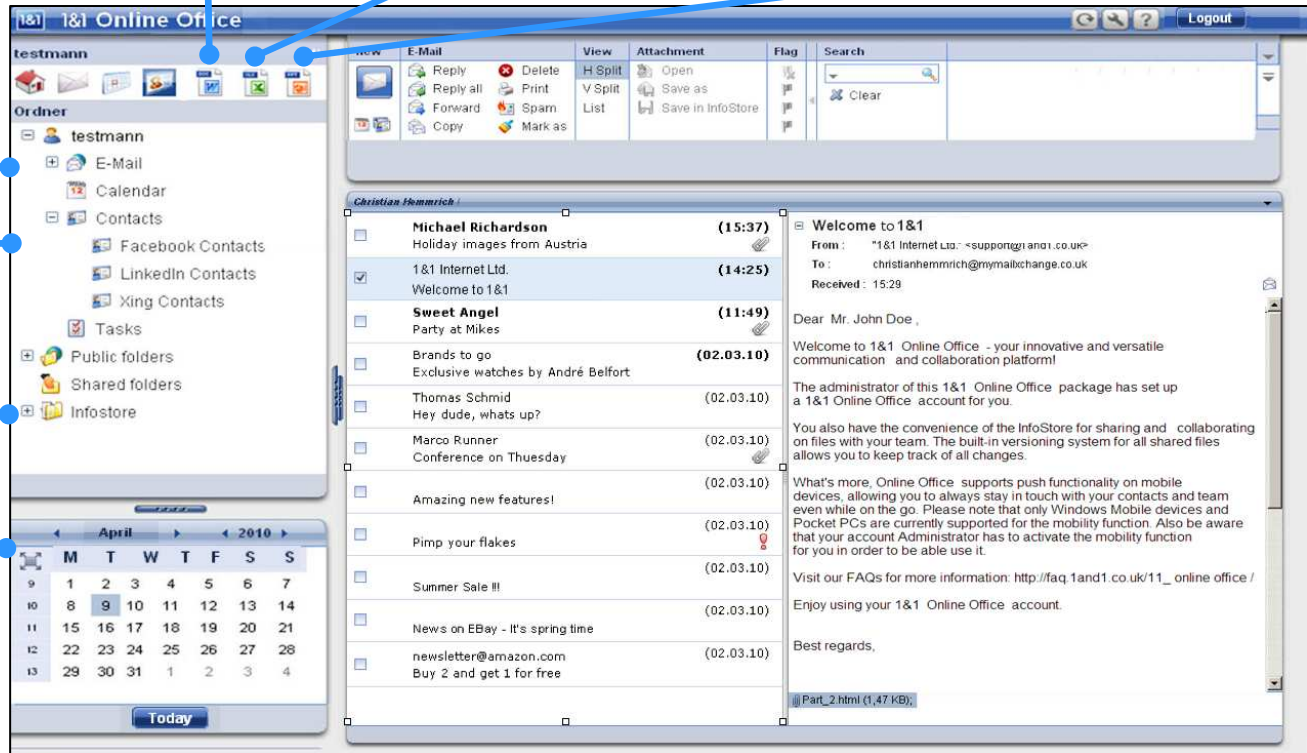 1&1 1&1 Online Office
? Logout
testmann
Ordner
testmann
E-Mail
12 Calendar
Contacts
Facebook Contacts
LinkedIn Contacts
Xing Contacts
Tasks
Public folders
Shared folders
Infostore
April 2010
M T W T F S S
9 1 2 3 4 5 6 7
10 8 9 10 11 12 13 14
11 15 16 17 18 19 20 21
12 22 23 24 25 26 27 28
13 29 30 31 1 2 3 4
Today
New E-Mail View Attachment Flag Search
Reply Delete H Split Open
Reply all Print V Split Save as Clear
Forward Spam List Save in InfoStore
Copy Mark as
Christian Hemmrich /
Michael Richardson (15:37)
Holiday images from Austria
1&1 Internet Ltd. (14:25)
Welcome to 1&1
Sweet Angel (11:49)
Party at Mikes
Brands to go (02.03.10)
Exclusive watches by André Belfort
Thomas Schmid (02.03.10)
Hey dude, whats up?
Marco Runner (02.03.10)
Conference on Thuesday
(02.03.10)
Amazing new features!
(02.03.10)
Pimp your flakes
(02.03.10)
Summer Sale !!!
(02.03.10)
News on EBay - It's spring time
newsletter@amazon.com (02.03.10)
Buy 2 and get 1 for free
Welcome to 1&1
From : "1&1 Internet Ltd." <support@1and1.co.uk>
To : christianhemmrich@mymailxchange.co.uk
Received : 15:29
Dear Mr. John Doe ,
Welcome to 1&1 Online Office - your innovative and versatile
communication and collaboration platform!
The administrator of this 1&1 Online Office package has set up
a 1&1 Online Office account for you.
You also have the convenience of the InfoStore for sharing and collaborating
on files with your team. The built-in versioning system for all shared files
allows you to keep track of all changes.
What's more, Online Office supports push functionality on mobile
devices, allowing you to always stay in touch with your contacts and team
even while on the go. Please note that only Windows Mobile devices and
Pocket PCs are currently supported for the mobility function. Also be aware
that your account Administrator has to activate the mobility function
for you in order to be able use it.
Visit our FAQs for more information: http://faq.1and1.co.uk/11_ online office /
Enjoy using your 1&1 Online Office account.
Best regards,
Part_2.html (1,47 KB);